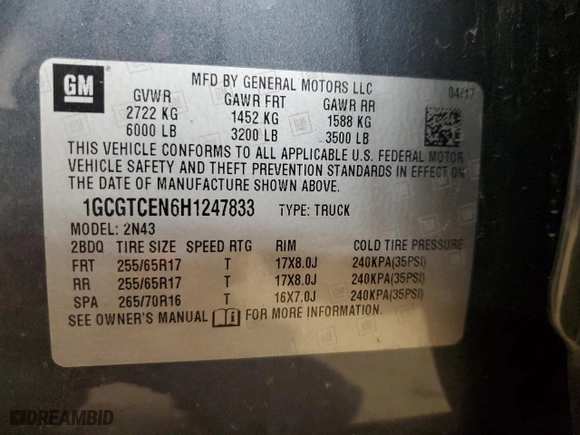 GM
MFD BY GENERAL MOTORS LLC
04/17
GVWR GAWR FRT GAWR RR
2722 KG 1452 KG 1588 KG
6000 LB 3200 LB 3500 LB
THIS VEHICLE CONFORMS TO ALL APPLICABLE U.S. FEDERAL MOTOR
VEHICLE SAFETY AND THEFT PREVENTION STANDARDS IN EFFECT ON
THE DATE OF MANUFACTURE SHOWN ABOVE.
1GCGTCEN6H1247833 TYPE: TRUCK
MODEL: 2N43
2BDQ TIRE SIZE SPEED RTG RIM COLD TIRE PRESSURE
FRT 255/65R17 T 17X8.0J 240KPA(35PSI)
RR 255/65R17 T 17X8.0J 240KPA(35PSI)
SPA 265/70R16 T 16X7.0J 240KPA(35PSI)
SEE OWNER'S MANUAL i FOR MORE INFORMATION.
© DREAMBID